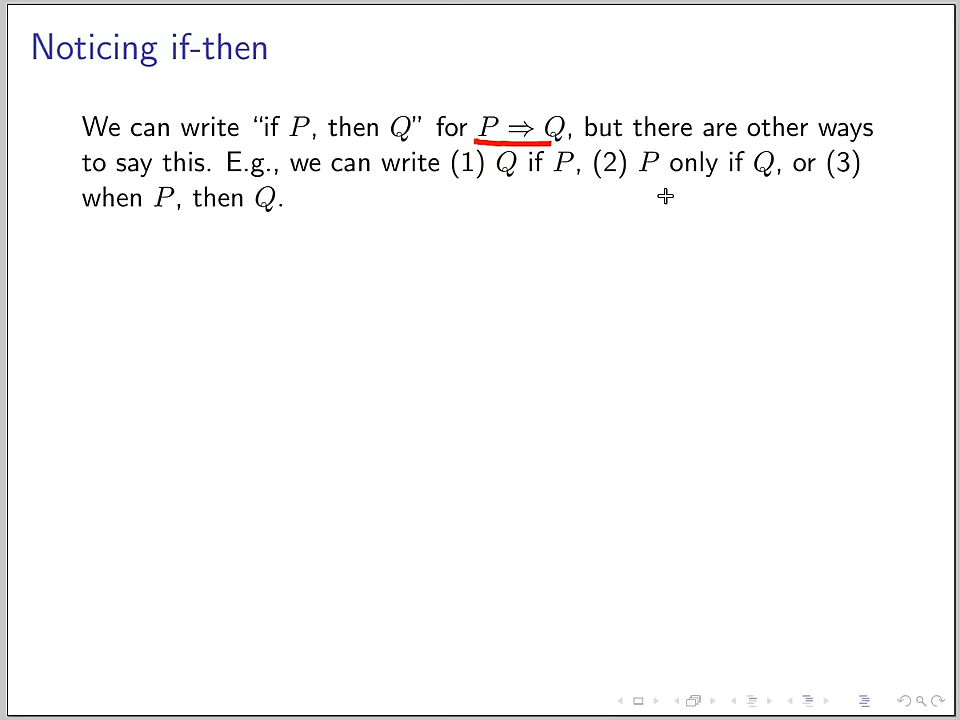 Noticing if-then
We can write “if P, then Q” for P ⇒ Q, but there are other ways
to say this. E.g., we can write (1) Q if P, (2) P only if Q, or (3)
when P, then Q.